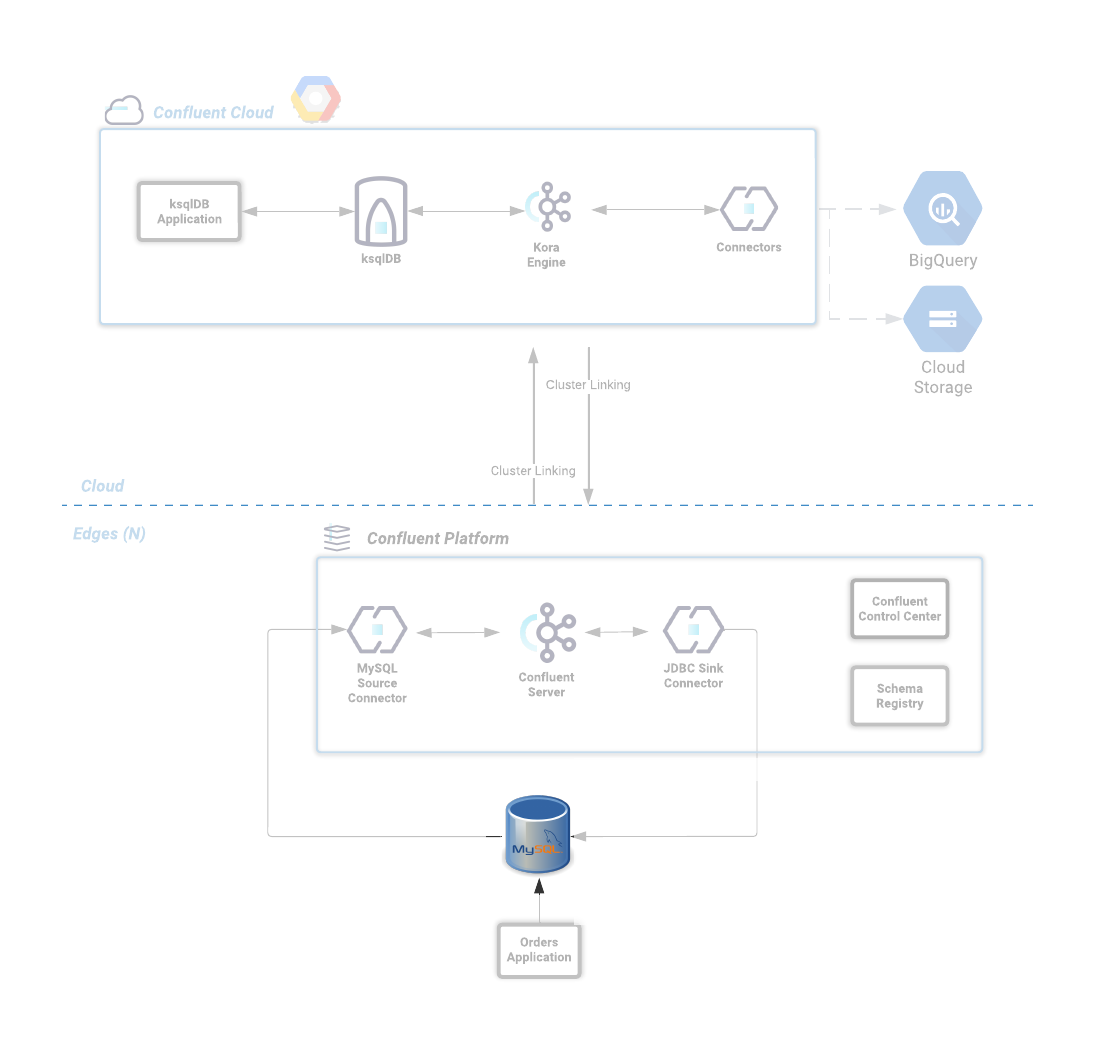 Confluent Cloud
ksqlDB
Application
ksqlDB
Kora
Engine
Connectors
BigQuery
Cloud
Storage
Cluster Linking
Cluster Linking
Cloud
Edges (N)
Confluent Platform
MySQL
Source
Connector
Confluent
Server
JDBC Sink
Connector
Confluent
Control Center
Schema
Registry
MySQL
Orders
Application